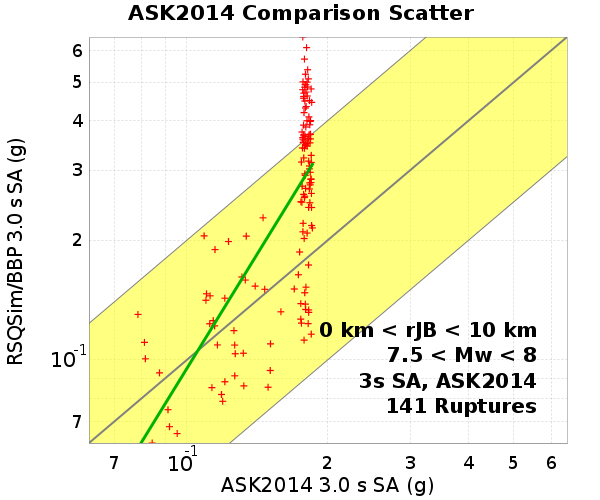 ASK2014 Comparison Scatter
RSQSim/BBP 3.0 s SA (g)
6
5
4
3
2
10-1
7
0 km < rJB < 10 km
7.5 < Mw < 8
3s SA, ASK2014
141 Ruptures
7 10-1 2 3 4 5 6
ASK2014 3.0 s SA (g)